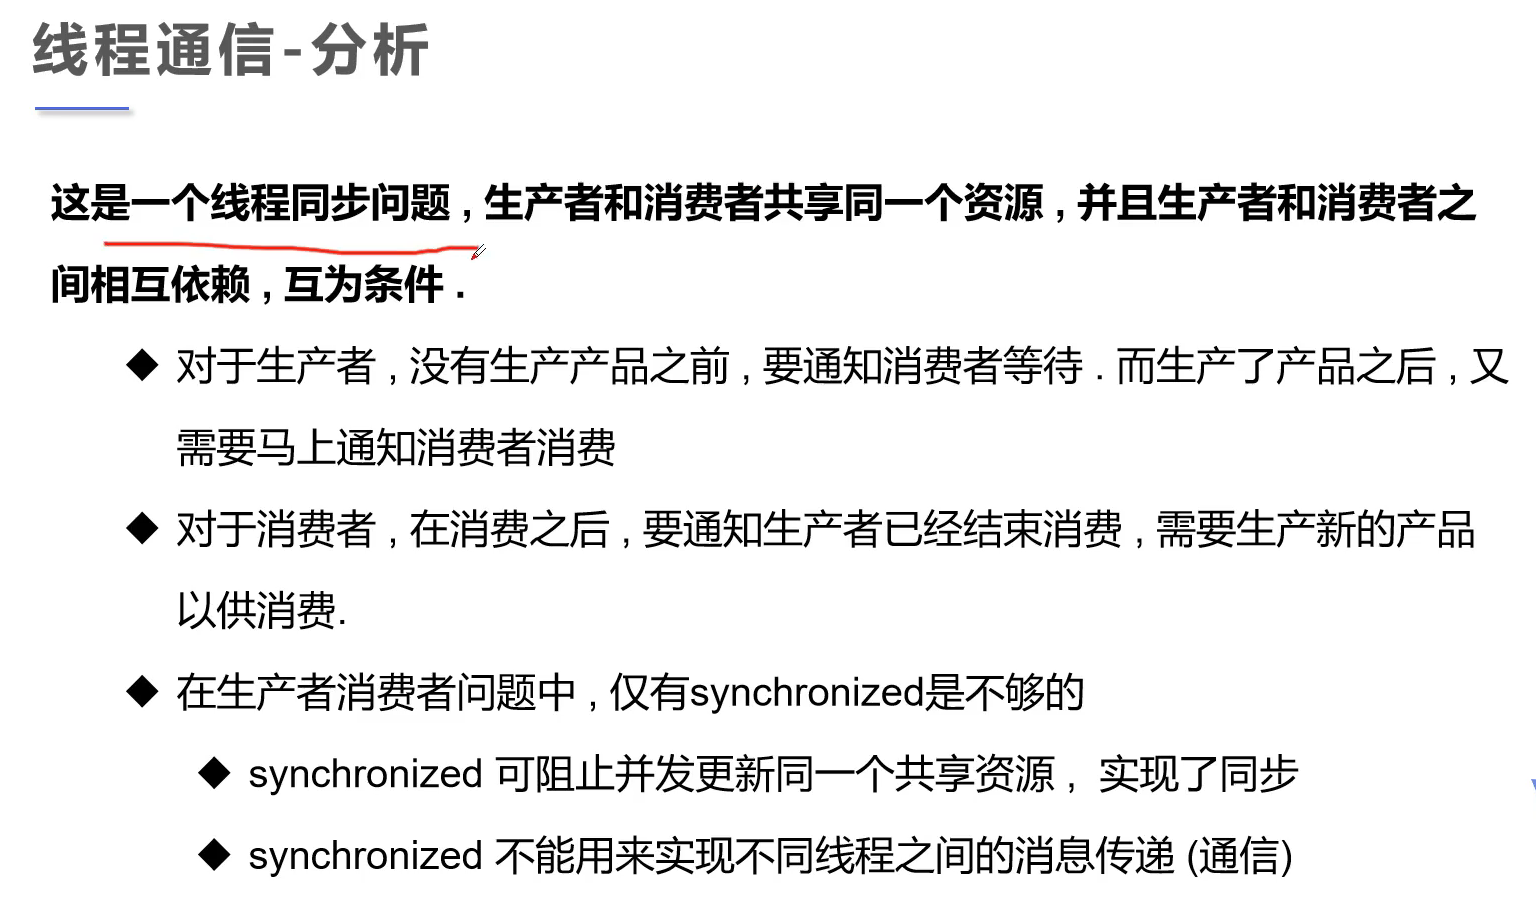 线程通信-分析
这是一个线程同步问题 , 生产者和消费者共享同一个资源 , 并且生产者和消费者之
间相互依赖 , 互为条件 .
◆ 对于生产者 , 没有生产产品之前 , 要通知消费者等待 . 而生产了产品之后 , 又
需要马上通知消费者消费
◆ 对于消费者 , 在消费之后 , 要通知生产者已经结束消费 , 需要生产新的产品
以供消费.
◆ 在生产者消费者问题中 , 仅有synchronized是不够的
◆ synchronized 可阻止并发更新同一个共享资源 , 实现了同步
◆ synchronized 不能用来实现不同线程之间的消息传递 (通信)